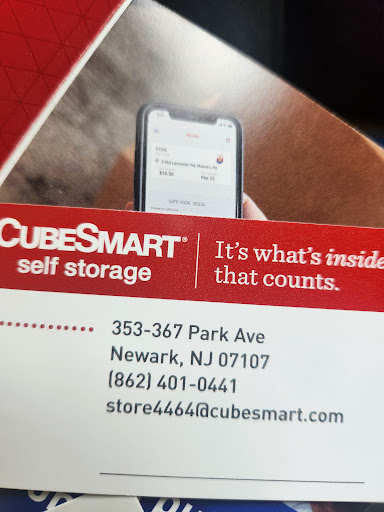 CUBESMART®
self storage
It's what's inside
that counts.
353-367 Park Ave
Newark, NJ 07107
(862) 401-0441
store4464@cubesmart.com